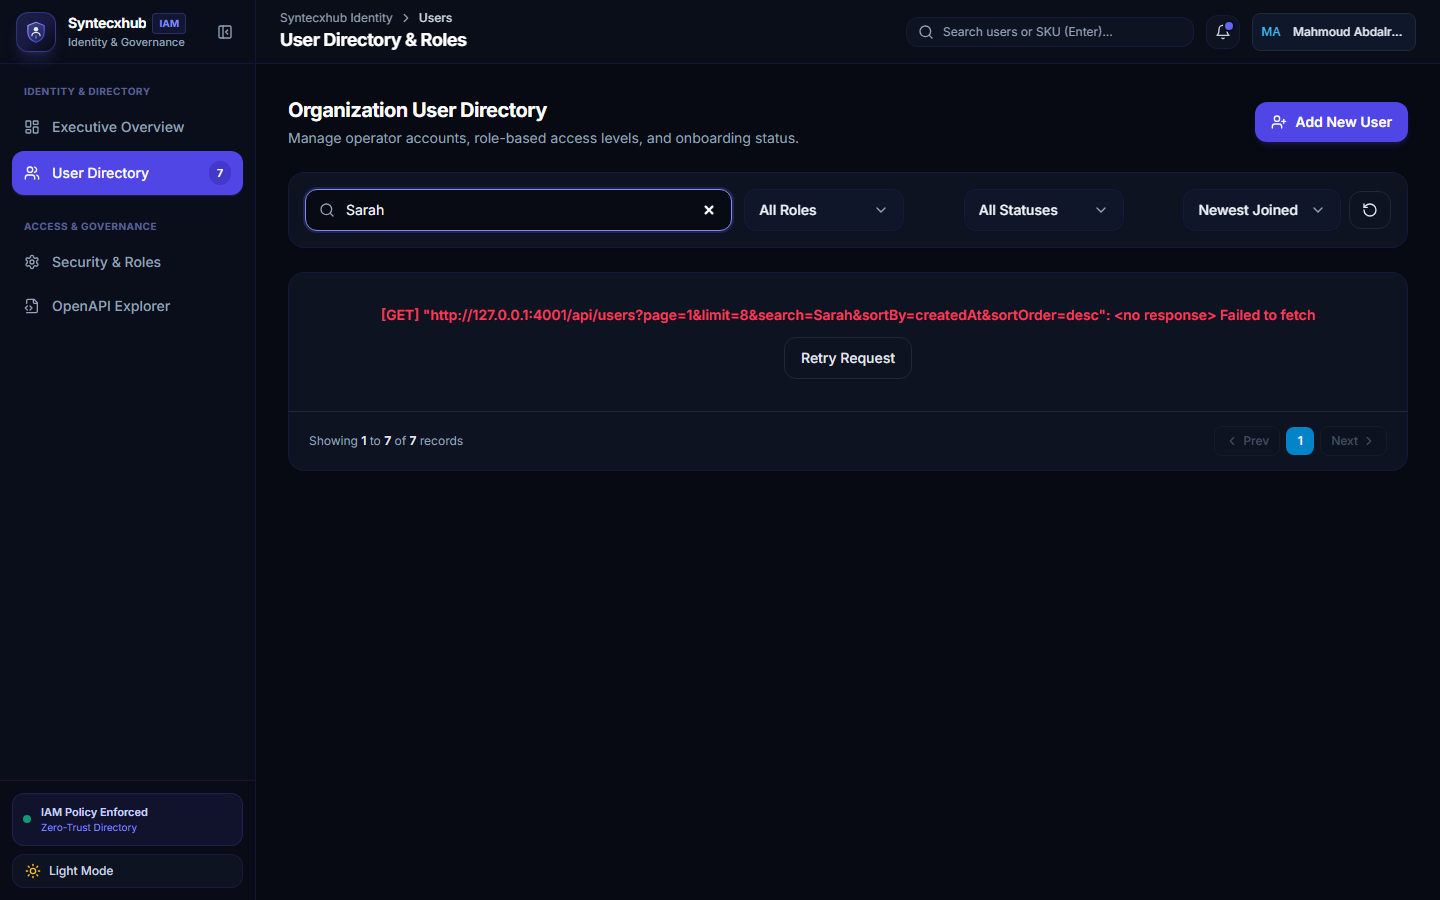 Syntecxhub IAM
Identity & Governance
IDENTITY & DIRECTORY
Executive Overview
User Directory 7
ACCESS & GOVERNANCE
Security & Roles
OpenAPI Explorer
IAM Policy Enforced
Zero-Trust Directory
Light Mode
Syntecxhub Identity > Users
User Directory & Roles
Search users or SKU (Enter)...
MA Mahmoud Abdalr...
Organization User Directory
Manage operator accounts, role-based access levels, and onboarding status.
Add New User
Sarah
All Roles
All Statuses
Newest Joined
[GET] "http://127.0.0.1:4001/api/users?page=1&limit=8&search=Sarah&sortBy=createdAt&sortOrder=desc": <no response> Failed to fetch
Retry Request
Showing 1 to 7 of 7 records
Prev 1 Next